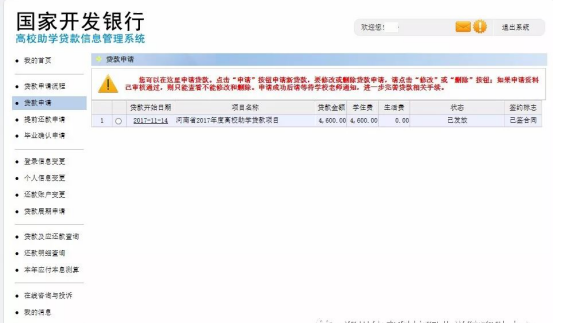 国家开发银行
高校助学贷款信息管理系统
欢迎您!
退出系统
我的首页
贷款申请流程
贷款申请
提前还款申请
毕业确认申请
登录信息变更
个人信息变更
还款账户变更
贷款展期申请
贷款及应还款查询
还款明细查询
本年应付本息测算
在线咨询与投诉
我的消息
贷款申请
您可以在这里申请贷款。点击“申请”按钮申请新贷款，要修改或删除贷款申请，请点击“修改”或“删除”按钮；如果申请资料
已审核通过，则只能查看不能修改和删除。申请成功后请等待学校老师通知，进一步完善贷款相关手续。
贷款开始日期 项目名称 贷款金额 学住费 生活费 状态 签约标志
1 2017-11-14 河南省2017年度高校助学贷款项目 4,600.00 4,600.00 0.00 已发放 已签合同